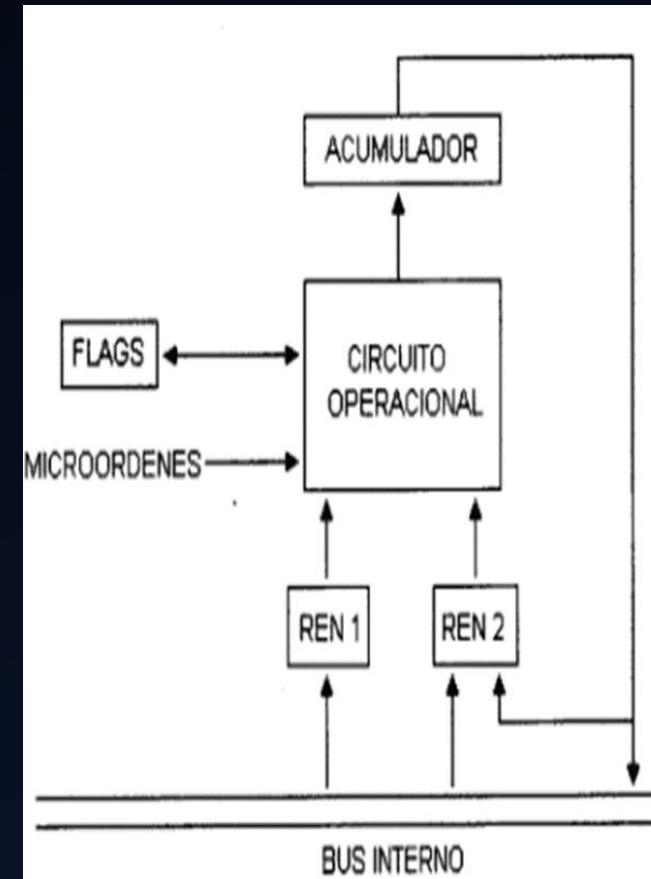 ACUMULADOR
FLAGS
CIRCUITO
OPERACIONAL
MICROORDENES
REN 1
REN 2
BUS INTERNO